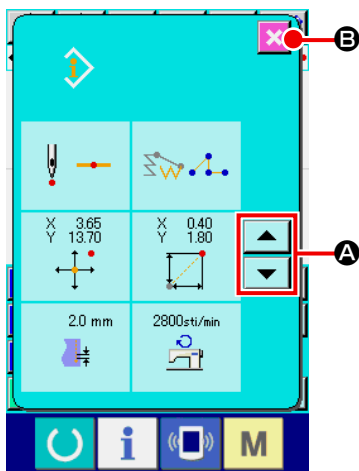 B
X 3.65
Y 13.70
X 0.40
Y 1.80
A
2.0 mm
2800sti/min
i
M